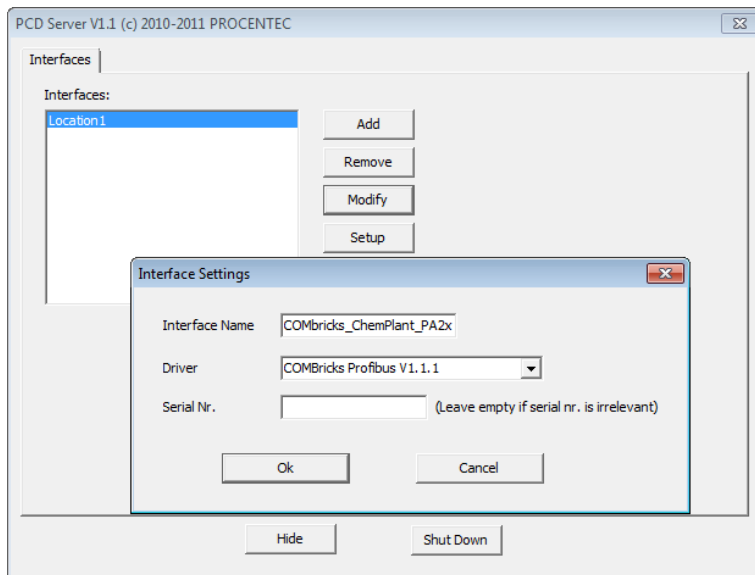 PCD Server V1.1 (c) 2010-2011 PROCENTEC
Interfaces
Interfaces:
Location1
Add
Remove
Modify
Setup
Interface Settings
Interface Name COMbricks_ChemPlant_PA2x
Driver COMBricks Profibus V1.1.1
Serial Nr. (Leave empty if serial nr. is irrelevant)
Ok Cancel
Hide Shut Down